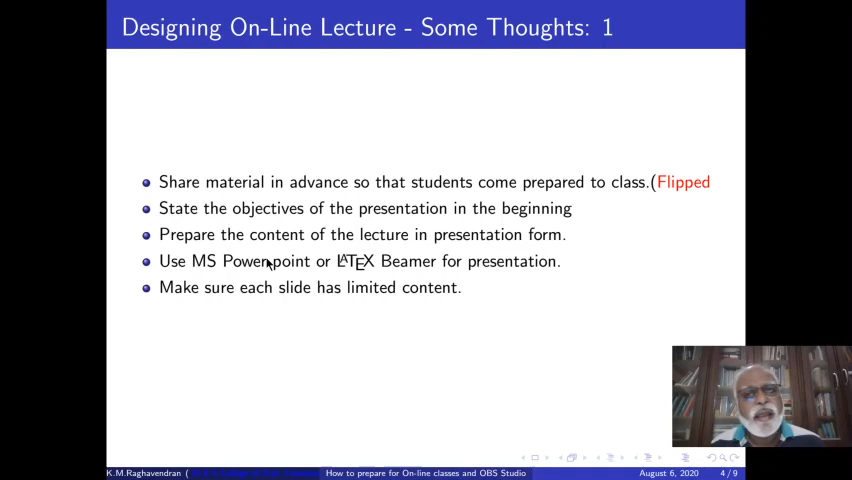 Designing On-Line Lecture - Some Thoughts: 1
Share material in advance so that students come prepared to class.(Flipped
State the objectives of the presentation in the beginning
Prepare the content of the lecture in presentation form.
Use MS Powerpoint or LATEX Beamer for presentation.
Make sure each slide has limited content.
K.M.Raghavendran ( How to prepare for On-line classes and OBS Studio August 6, 2020 4 / 9